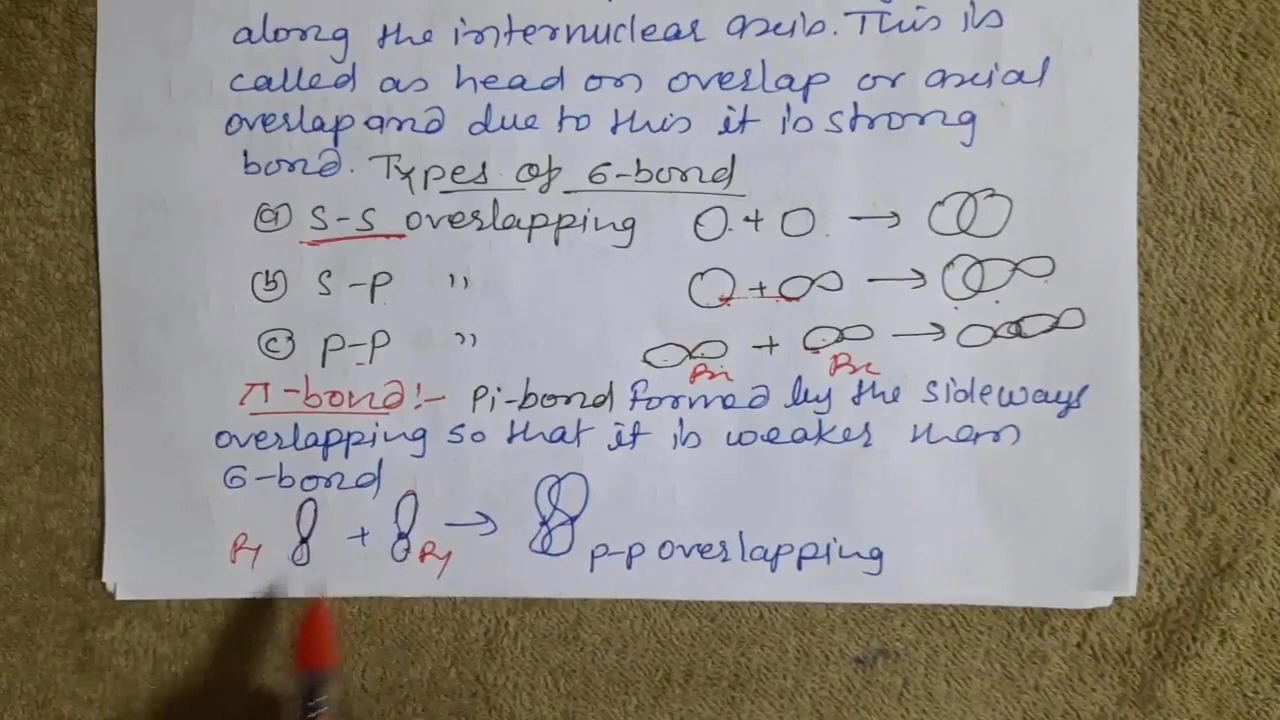 along the internuclear axis. This is
called as head on overlap or axial
overlap and due to this it is strong
bond. Types of σ-bond
(a) s-s overlapping + →
(b) s-p " + →
(c) p-p " + →
Px Px
π-bond:- Pi-bond formed by the sideways
overlapping so that it is weaker than
σ-bond
Py + Py → p-p overlapping